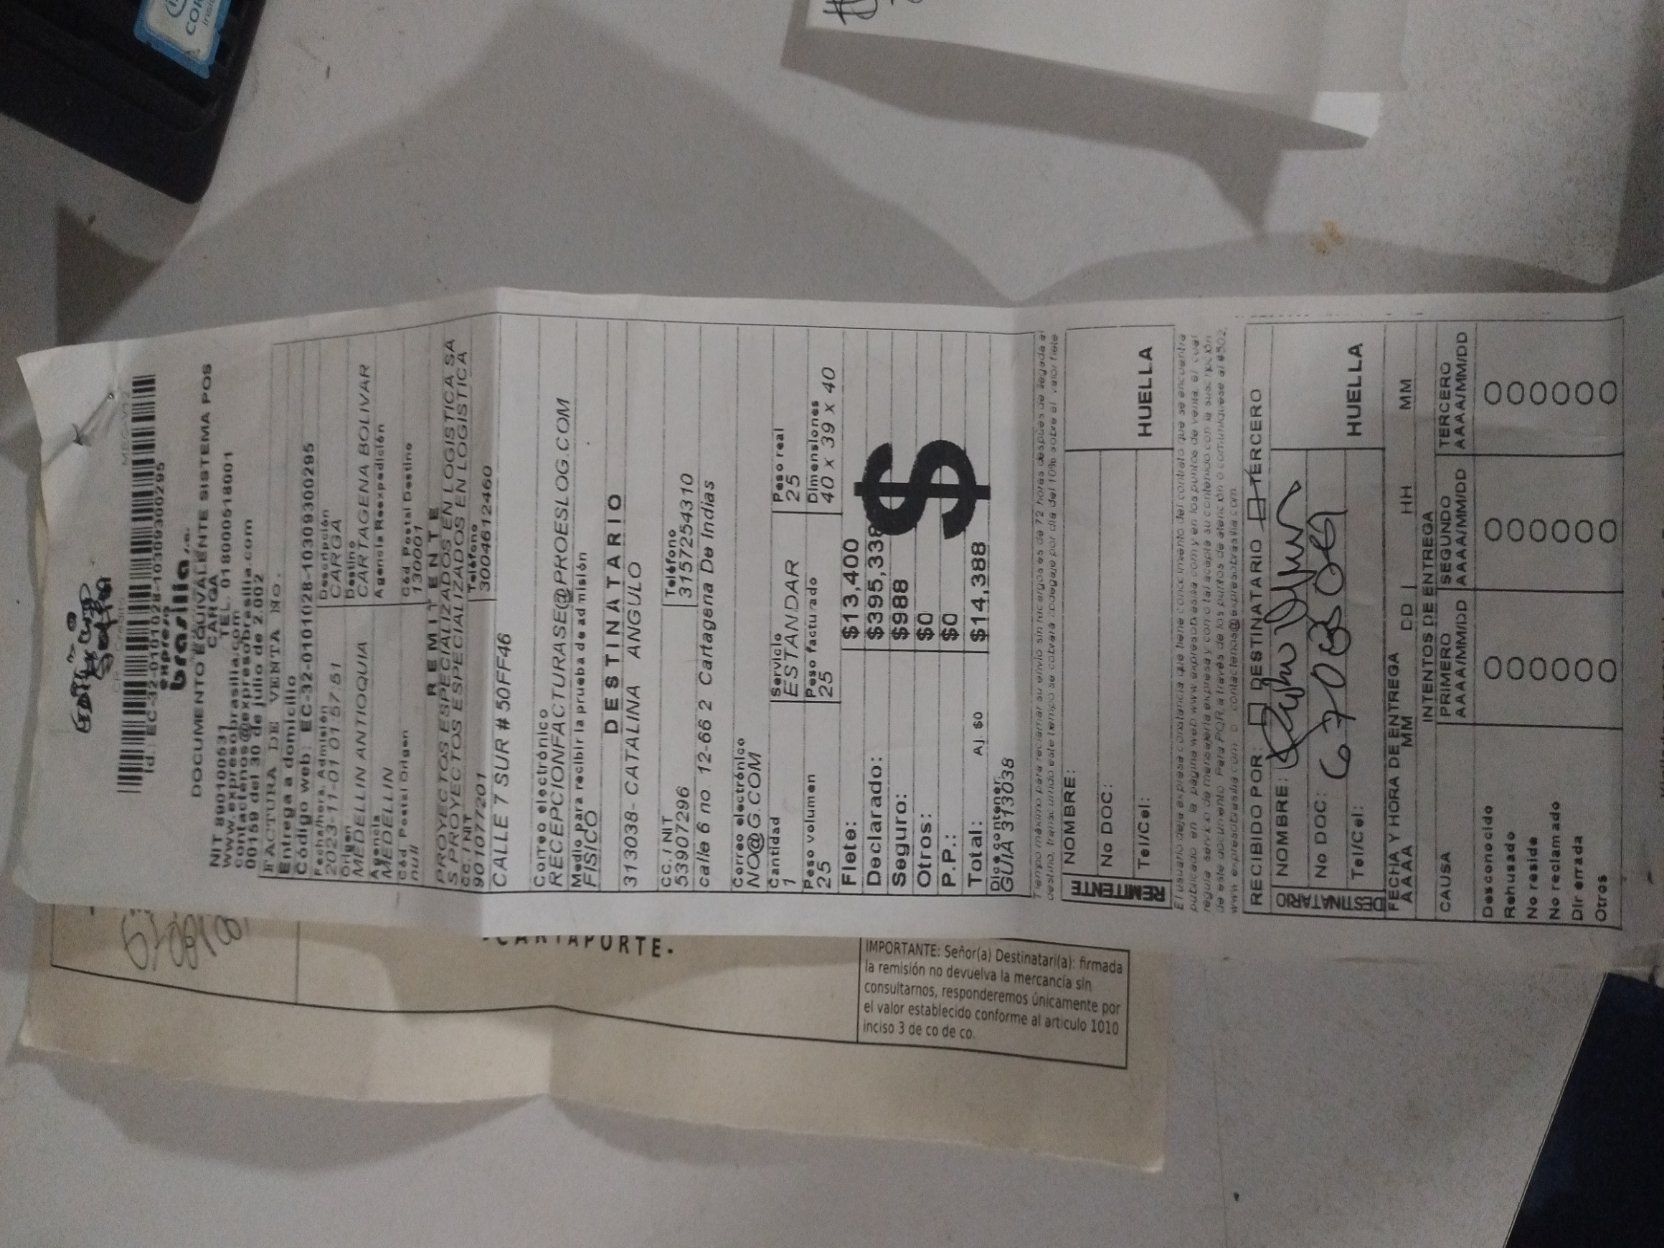 Id.: EC-32-0101028-10309300295
expreso
brasilia s.a.
DOCUMENTO EQUIVALENTE SISTEMA POS
CARGA
NIT 890100531 TEL. 018000518001
www.expresobrasilia.com
contactenos@expresobrasilia.com
00159 del 30 de julio de 2.002
FACTURA DE VENTA No.
Entrega a domicilio
Código web: EC-32-0101028-10309300295
Fecha/hora. Admisión Descripción
2023-11-01 01:57:51 CARGA
Origen Destino
MEDELLIN ANTIOQUIA CARTAGENA BOLIVAR
Agencia Agencia Reexpedición
MEDELLIN
Cód Postal Origen Cód Postal Destino
null 130001
REMITENTE
PROYECTOS ESPECIALIZADOS EN LOGISTICA SA
S PROYECTOS ESPECIALIZADOS EN LOGISTICA
CC. / NIT Teléfono
9010777201 3004612460
CALLE 7 SUR # 50FF46
Correo electrónico
RECEPCIONFACTURASE@PROESLOG.COM
Medio para recibir la prueba de admisión
FISICO
DESTINATARIO
313038- CATALINA ANGULO
CC. / NIT Teléfono
53907296 3157254310
calle 6 no 12-66 2 Cartagena De Indias
Correo electrónico
NO@G.COM
Cantidad Servicio Peso real
1 ESTANDAR 25
Peso volumen Peso facturado Dimensiones
25 25 40 x 39 x 40
Flete: $13,400
Declarado: $395,338
Seguro: $988
Otros: $0
P.P.: $0
Total: Aj. $0 $14,388
$
Dice contener:
GUIA 313038
NOMBRE:
No DOC:
Tel/Cel:
HUELLA
REMITENTE
RECIBIDO POR: DESTINATARIO TERCERO
NOMBRE:
No DOC:
Tel/Cel:
HUELLA
DESTINATARIO
FECHA Y HORA DE ENTREGA
AAAA MM DD HH MM
INTENTOS DE ENTREGA
CAUSA PRIMERO SEGUNDO TERCERO
AAAA/MM/DD AAAA/MM/DD AAAA/MM/DD
Desconocido
Rehusado
No reside
No reclamado
Dir errada
Otros
CARTAPORTE.
IMPORTANTE: Señor(a) Destinatari(a): firmada
la remisión no devuelva la mercancía sin
consultarnos, responderemos únicamente por
el valor establecido conforme al articulo 1010
inciso 3 de co de co.